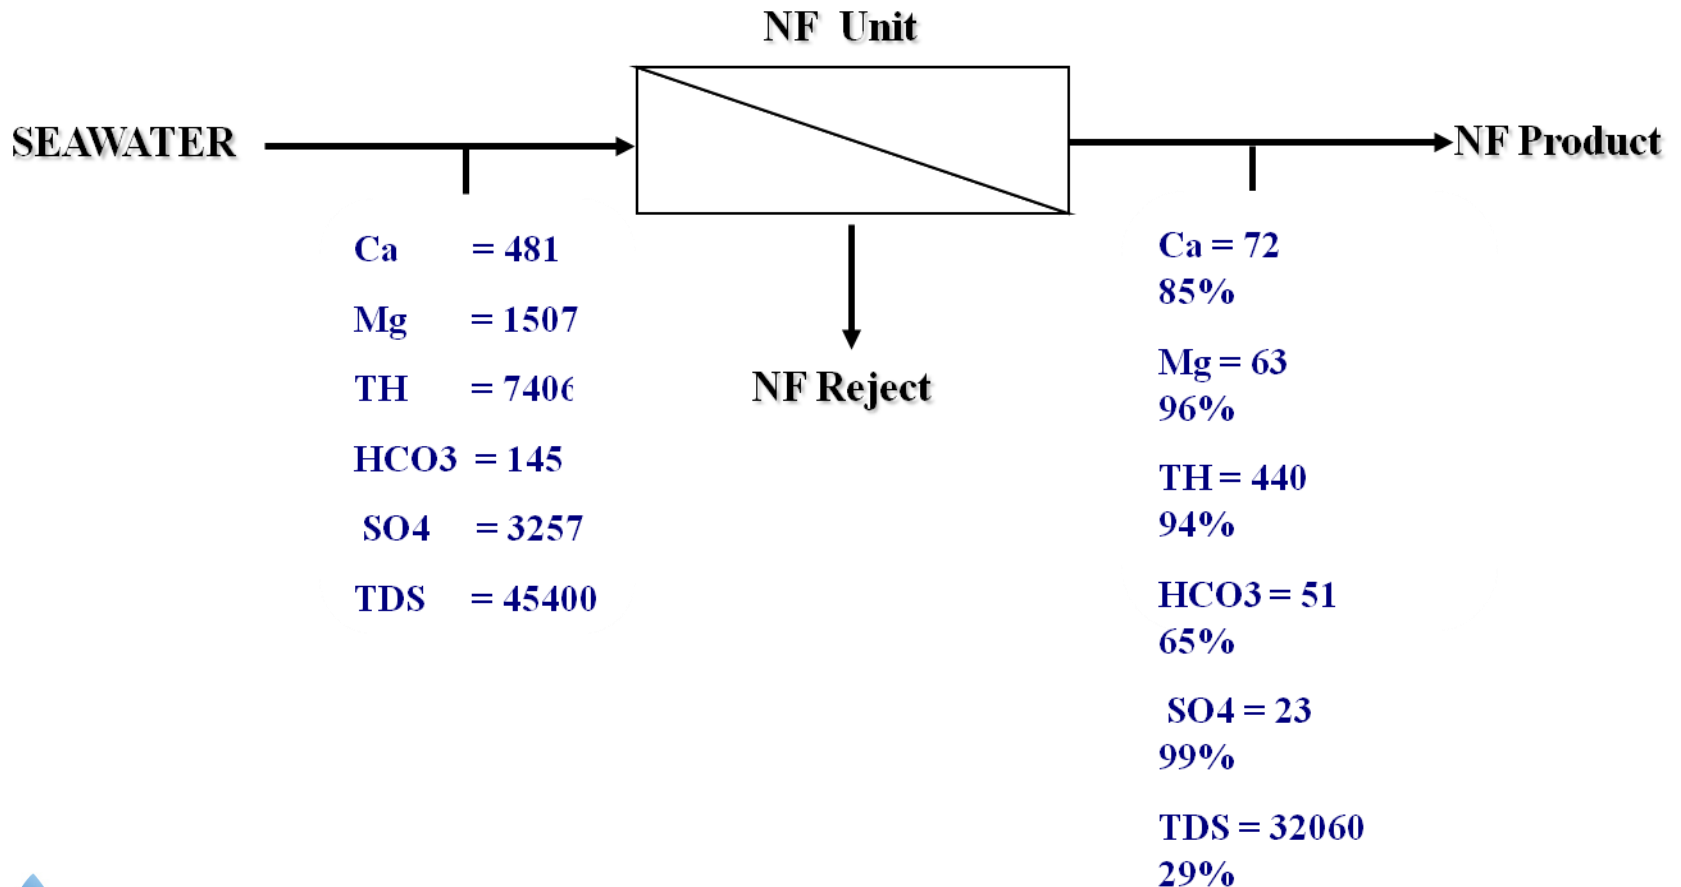 NF Unit
SEAWATER
NF Product
Ca = 481
Mg = 1507
TH = 7406
HCO3 = 145
SO4 = 3257
TDS = 45400
NF Reject
Ca = 72
85%
Mg = 63
96%
TH = 440
94%
HCO3 = 51
65%
SO4 = 23
99%
TDS = 32060
29%